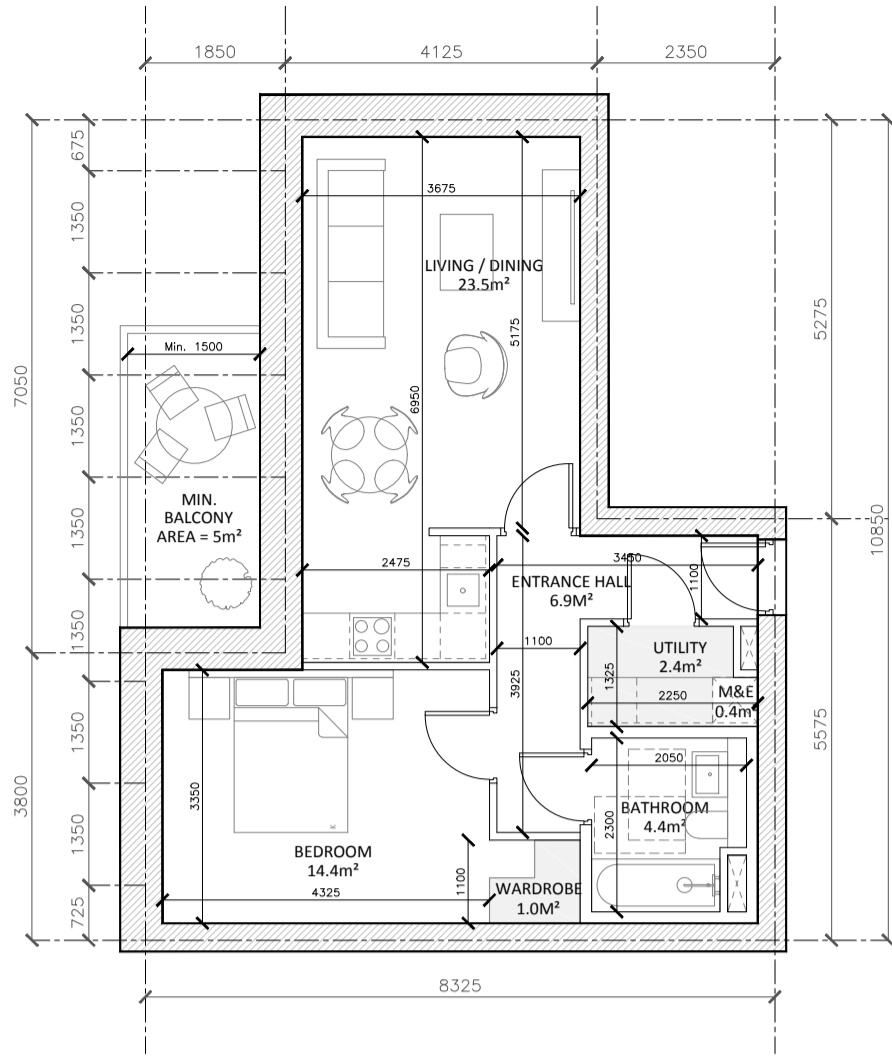 1850
4125
2350
675
1350
3675
LIVING / DINING
23.5m²
1350
5275
5175
Min. 1500
7050
6950
1350
MIN.
BALCONY
AREA = 5m²
1350
10850
3450
2475
ENTRANCE HALL
6.9M²
1100
1350
1100
UTILITY
2.4m²
1325
M&E
0.4m²
2250
3925
1350
5575
2050
3350
3800
1350
BATHROOM
4.4m²
2300
BEDROOM
14.4m²
1100
WARDROBE
1.0M²
4325
725
8325